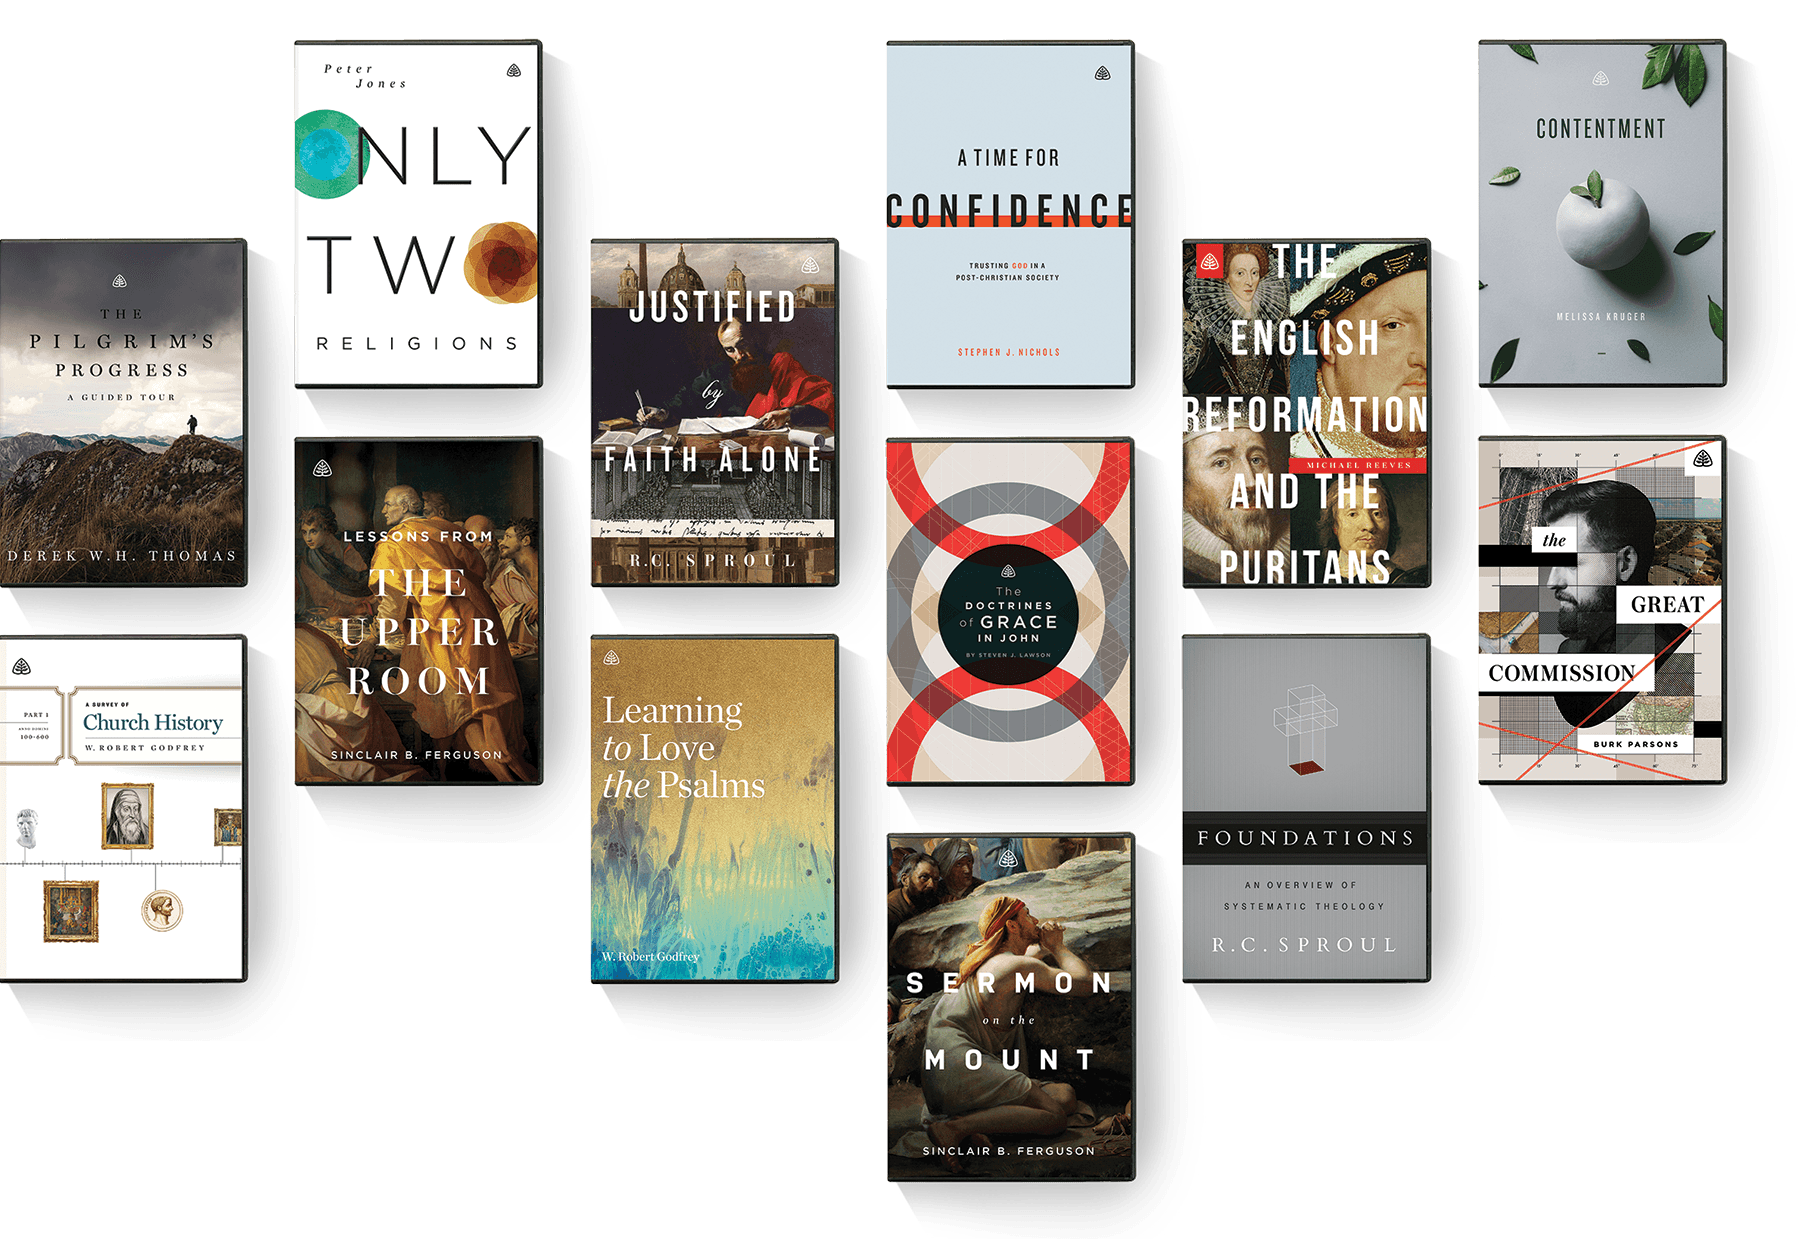 THE
PILGRIM'S
PROGRESS
A GUIDED TOUR
DEREK W.H. THOMAS
PART 1
ANNO DOMINI
100-600
A SURVEY OF
Church History
W. ROBERT GODFREY
Peter
Jones
ONLY
TWO
RELIGIONS
LESSONS FROM
THE
UPPER
ROOM
SINCLAIR B. FERGUSON
JUSTIFIED
by
FAITH ALONE
R.C. SPROUL
Learning
to Love
the Psalms
W. Robert Godfrey
A TIME FOR
CONFIDENCE
TRUSTING GOD IN A
POST-CHRISTIAN SOCIETY
STEPHEN J. NICHOLS
The
DOCTRINES
of GRACE
IN JOHN
BY STEVEN J. LAWSON
SERMON
on the
MOUNT
SINCLAIR B. FERGUSON
THE
ENGLISH
REFORMATION
MICHAEL REEVES
AND THE
PURITANS
FOUNDATIONS
AN OVERVIEW OF
SYSTEMATIC THEOLOGY
R.C. SPROUL
CONTENTMENT
MELISSA KRUGER
the
GREAT
COMMISSION
BURK PARSONS